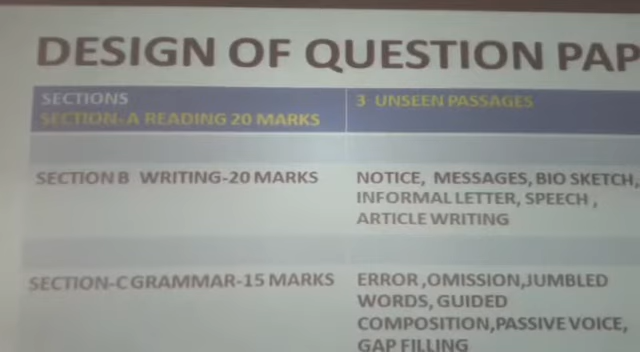 DESIGN OF QUESTION PAP
SECTIONS
SECTION-A READING 20 MARKS
3 UNSEEN PASSAGES
SECTION B WRITING-20 MARKS
NOTICE, MESSAGES, BIO SKETCH,
INFORMAL LETTER, SPEECH ,
ARTICLE WRITING
SECTION-C GRAMMAR-15 MARKS
ERROR ,OMISSION,JUMBLED
WORDS, GUIDED
COMPOSITION,PASSIVE VOICE,
GAP FILLING